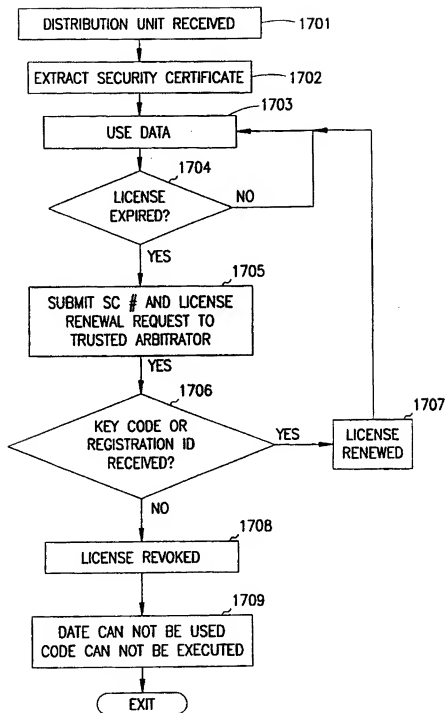 DISTRIBUTION UNIT RECEIVED
1701
EXTRACT SECURITY CERTIFICATE
1702
1703
USE DATA
1704
LICENSE
EXPIRED?
NO
YES
1705
SUBMIT SC # AND LICENSE
RENEWAL REQUEST TO
TRUSTED ARBITRATOR
YES
1706
KEY CODE OR
REGISTRATION ID
RECEIVED?
YES
1707
LICENSE
RENEWED
NO
1708
LICENSE REVOKED
1709
DATE CAN NOT BE USED
CODE CAN NOT BE EXECUTED
EXIT